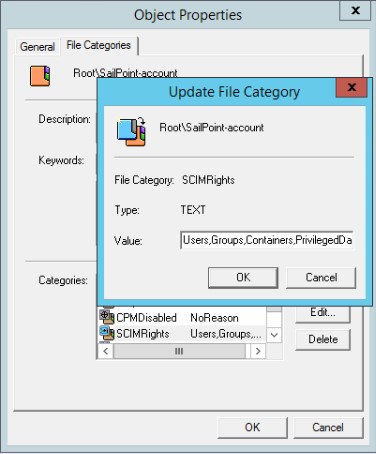 Object Properties
x
General
File Categories
Root\SailPoint-account
Update File Category
x
Root\SailPoint-account
Description:
Keywords:
File Category: SCIMRights
Type: TEXT
Value: Users,Groups,Containers,PrivilegedDa
OK
Cancel
Categories:
CPMDisabled NoReason
SCIMRights Users,Groups,...
Edit...
Delete
OK
Cancel